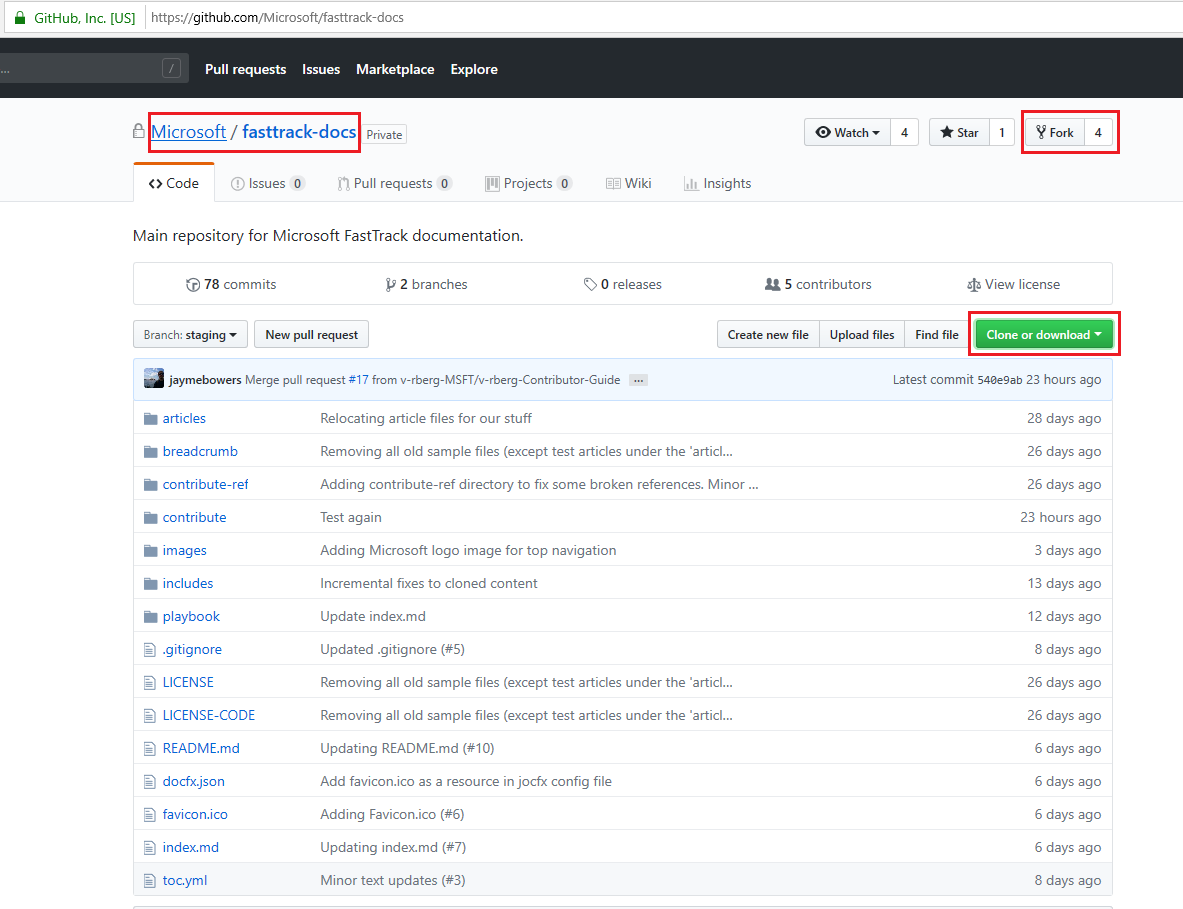 GitHub, Inc. [US] https://github.com/Microsoft/fasttrack-docs
... / Pull requests Issues Marketplace Explore
Microsoft / fasttrack-docs Private Watch 4 Star 1 Fork 4
Code Issues 0 Pull requests 0 Projects 0 Wiki Insights
Main repository for Microsoft FastTrack documentation.
78 commits 2 branches 0 releases 5 contributors View license
Branch: staging New pull request Create new file Upload files Find file Clone or download
jaymebowers Merge pull request #17 from v-rberg-MSFT/v-rberg-Contributor-Guide ... Latest commit 540e9ab 23 hours ago
articles Relocating article files for our stuff 28 days ago
breadcrumb Removing all old sample files (except test articles under the 'articl... 26 days ago
contribute-ref Adding contribute-ref directory to fix some broken references. Minor ... 26 days ago
contribute Test again 23 hours ago
images Adding Microsoft logo image for top navigation 3 days ago
includes Incremental fixes to cloned content 13 days ago
playbook Update index.md 12 days ago
.gitignore Updated .gitignore (#5) 8 days ago
LICENSE Removing all old sample files (except test articles under the 'articl... 26 days ago
LICENSE-CODE Removing all old sample files (except test articles under the 'articl... 26 days ago
README.md Updating README.md (#10) 6 days ago
docfx.json Add favicon.ico as a resource in jocfx config file 6 days ago
favicon.ico Adding Favicon.ico (#6) 6 days ago
index.md Updating index.md (#7) 6 days ago
toc.yml Minor text updates (#3) 8 days ago